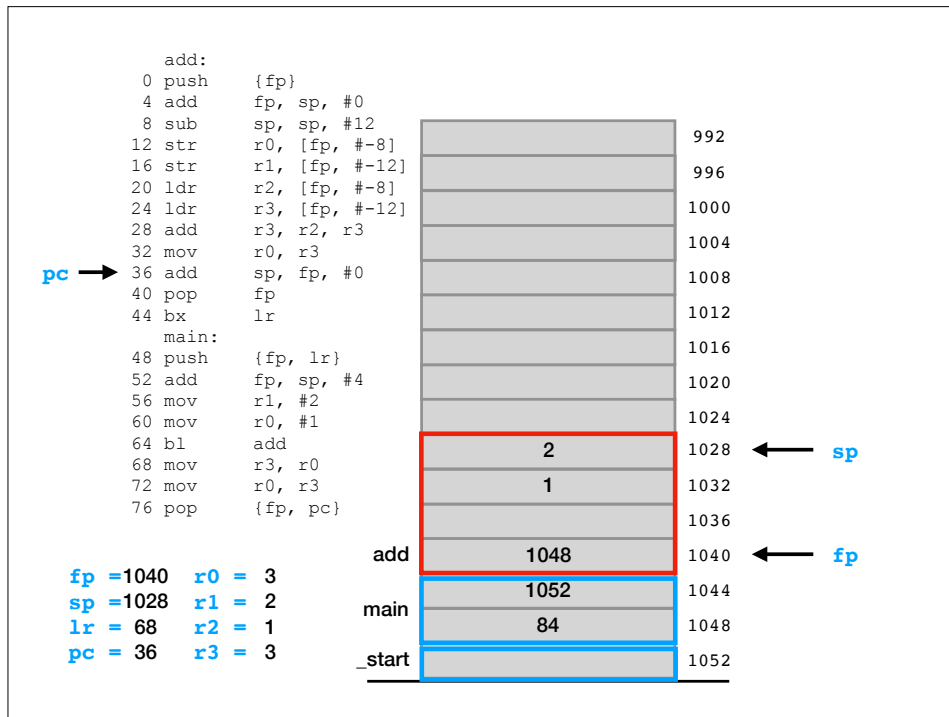 add:
0 push {fp}
4 add fp, sp, #0
8 sub sp, sp, #12
12 str r0, [fp, #-8]
16 str r1, [fp, #-12]
20 ldr r2, [fp, #-8]
24 ldr r3, [fp, #-12]
28 add r3, r2, r3
32 mov r0, r3
pc 36 add sp, fp, #0
40 pop fp
44 bx lr
main:
48 push {fp, lr}
52 add fp, sp, #4
56 mov r1, #2
60 mov r0, #1
64 bl add
68 mov r3, r0
72 mov r0, r3
76 pop {fp, pc}
fp =1040 r0 = 3
sp =1028 r1 = 2
lr = 68 r2 = 1
pc = 36 r3 = 3
992
996
1000
1004
1008
1012
1016
1020
1024
2 1028 sp
1 1032
1036
add 1048 1040 fp
1052 1044
main
84 1048
_start 1052